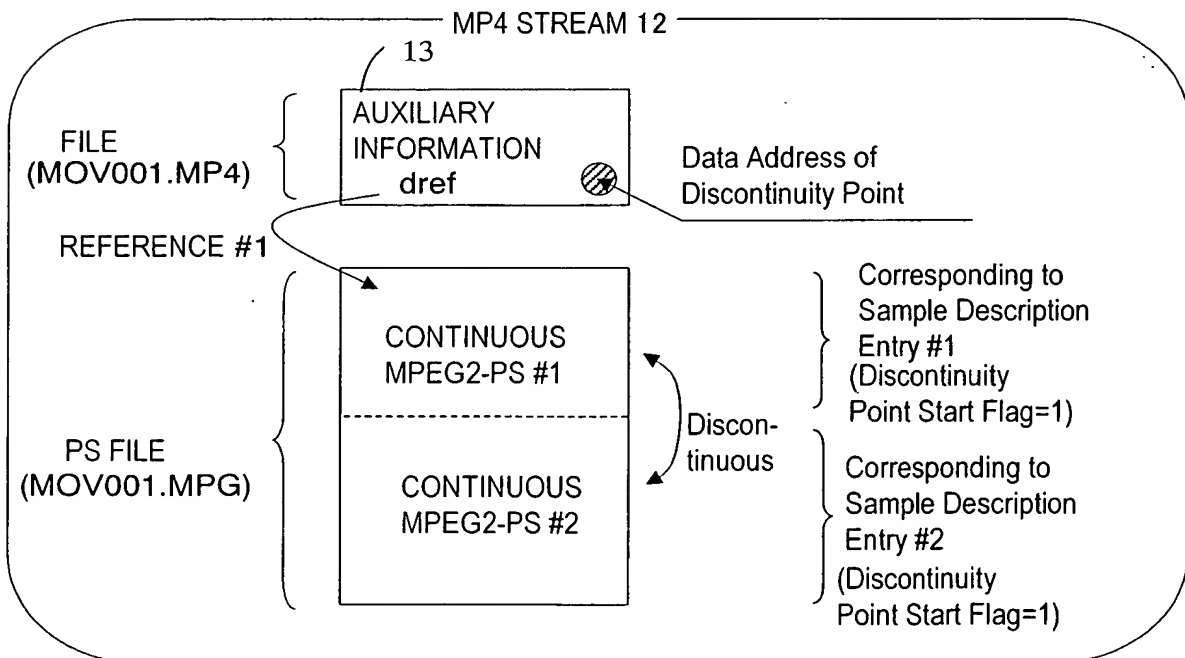 MP4 STREAM 12
13
FILE
(MOV001.MP4)
AUXILIARY
INFORMATION
dref
Data Address of
Discontinuity Point
REFERENCE #1
PS FILE
(MOV001.MPG)
CONTINUOUS
MPEG2-PS #1
CONTINUOUS
MPEG2-PS #2
Discon-
tinuous
Corresponding to
Sample Description
Entry #1
(Discontinuity
Point Start Flag=1)
Corresponding to
Sample Description
Entry #2
(Discontinuity
Point Start Flag=1)